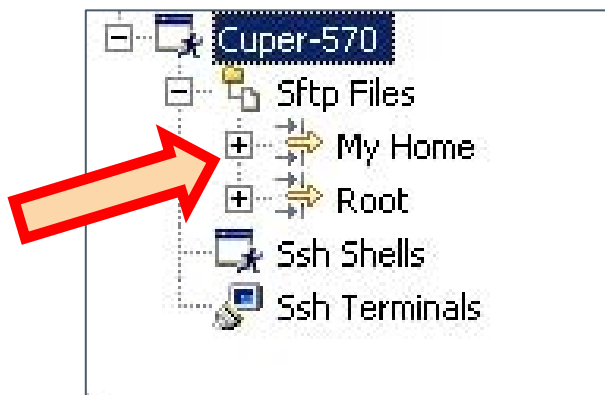 Cuper-570
Sftp Files
My Home
Root
Ssh Shells
Ssh Terminals